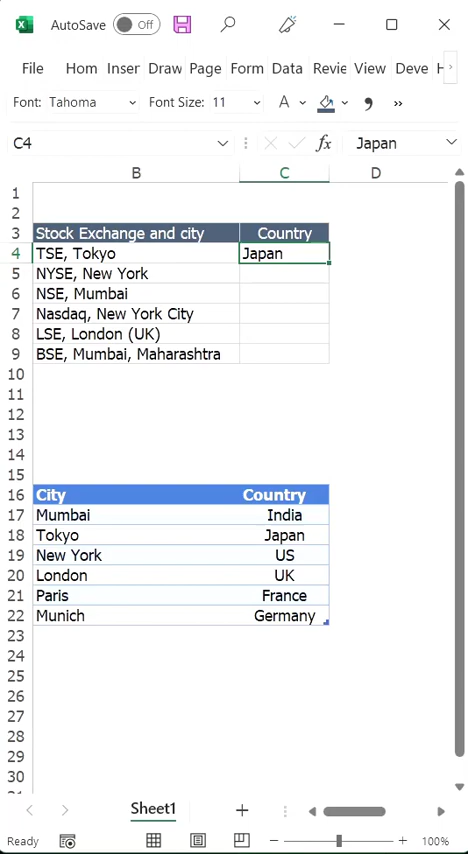 AutoSave Off
File Hom Inser Draw Page Form Data Revie View Deve H
Font: Tahoma Font Size: 11 A
C4 fx Japan
B C D
1
2
3 Stock Exchange and city Country
4 TSE, Tokyo Japan
5 NYSE, New York
6 NSE, Mumbai
7 Nasdaq, New York City
8 LSE, London (UK)
9 BSE, Mumbai, Maharashtra
10
11
12
13
14
15
16 City Country
17 Mumbai India
18 Tokyo Japan
19 New York US
20 London UK
21 Paris France
22 Munich Germany
23
24
25
26
27
28
29
30
Sheet1
Ready 100%